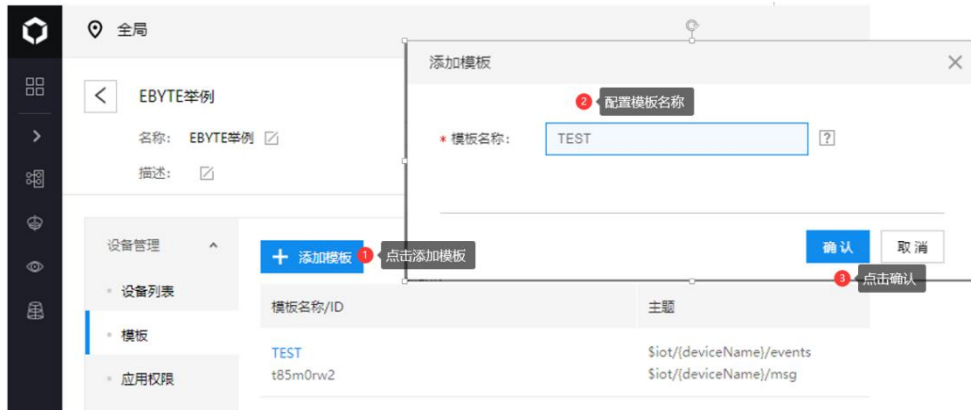 全局
EBYTE举例
名称: EBYTE举例
描述:
添加模板
2 配置模板名称
* 模板名称: TEST ?
确认 取消
3 点击确认
设备管理
+ 添加模板 1 点击添加模板
设备列表
模板
应用权限
模板名称/ID 主题
TEST $iot/{deviceName}/events
t85m0rw2 $iot/{deviceName}/msg